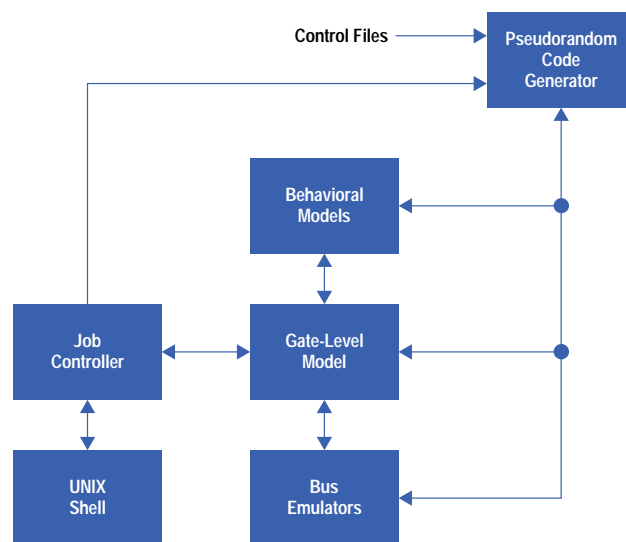 Control Files
Pseudorandom
Code
Generator
Behavioral
Models
Job
Controller
Gate-Level
Model
UNIX
Shell
Bus
Emulators